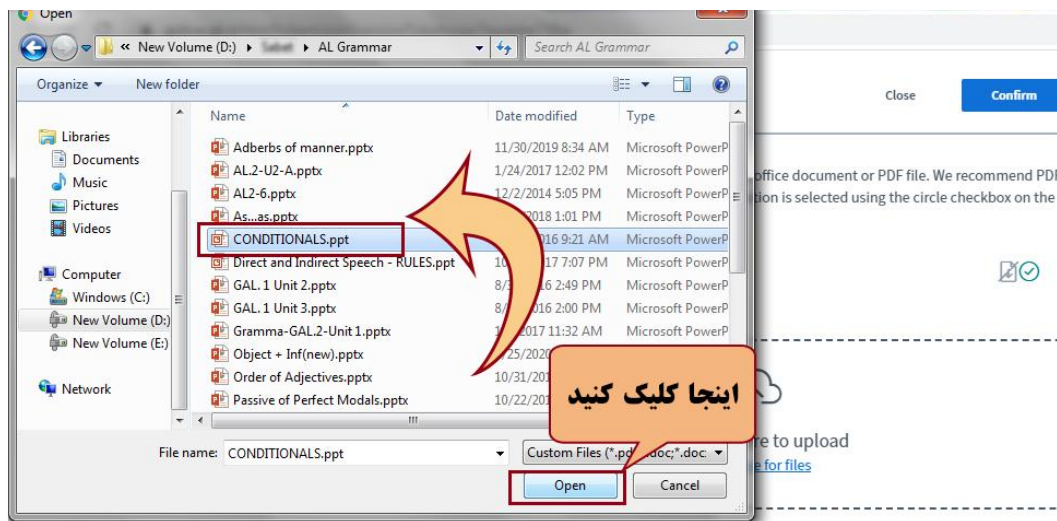 Open
« New Volume (D:) ▸ ▸ AL Grammar
Search AL Grammar
Organize
New folder
Close
Confirm
Name
Date modified
Type
Libraries
Documents
Music
Pictures
Videos
Computer
Windows (C:)
New Volume (D:)
New Volume (E:)
Network
Adberbs of manner.pptx 11/30/2019 8:34 AM Microsoft PowerP
AL.2-U2-A.pptx 1/24/2017 12:02 PM Microsoft PowerP
AL2-6.pptx 12/2/2014 5:05 PM Microsoft PowerP
As...as.pptx 2018 1:01 PM Microsoft PowerP
CONDITIONALS.ppt 016 9:21 AM Microsoft PowerP
Direct and Indirect Speech - RULES.ppt 17 7:07 PM Microsoft PowerP
GAL.1 Unit 2.pptx 2:49 PM Microsoft PowerP
GAL.1 Unit 3.pptx 016 2:00 PM Microsoft PowerP
Gramma-GAL.2-Unit 1.pptx 2017 11:32 AM Microsoft PowerP
Object + Inf(new).pptx 25/2020
Order of Adjectives.pptx 10/31/201
Passive of Perfect Modals.pptx 10/22/201
office document or PDF file. We recommend PDF
tion is selected using the circle checkbox on the
اینجا کلیک کنید
re to upload
e for files
File name: CONDITIONALS.ppt
Custom Files (*.pd doc;*.doc:
Open
Cancel